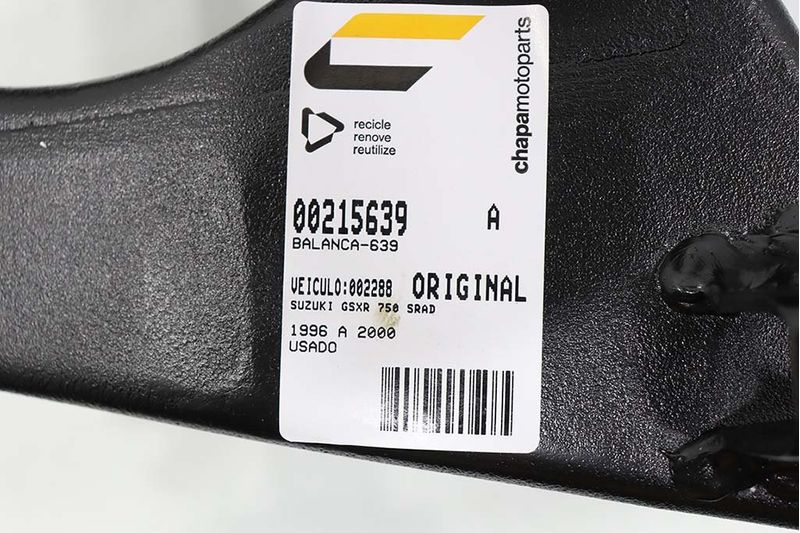 chapamotoparts
recicle
renove
reutilize
00215639 A
BALANCA-639
VEICULO:002288 ORIGINAL
SUZUKI GSXR 750 SRAD
1996 A 2000
USADO